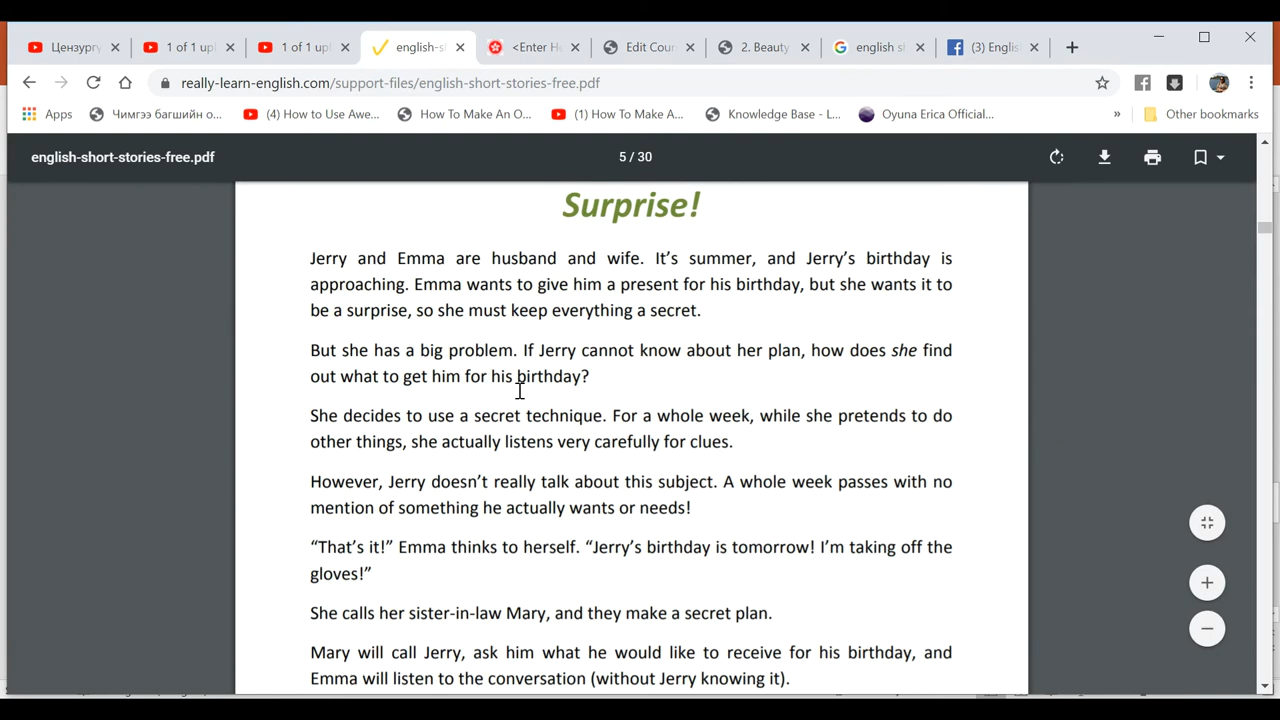 Цензургү
1 of 1 upl
1 of 1 upl
english-s
<Enter He
Edit Cour
2. Beauty
english sh
(3) Englis
really-learn-english.com/support-files/english-short-stories-free.pdf
Apps
Чимгээ багшийн о...
(4) How to Use Awe...
How To Make An O...
(1) How To Make A...
Knowledge Base - L...
Oyuna Erica Official...
»
Other bookmarks
english-short-stories-free.pdf
5 / 30
Surprise!
Jerry and Emma are husband and wife. It’s summer, and Jerry’s birthday is
approaching. Emma wants to give him a present for his birthday, but she wants it to
be a surprise, so she must keep everything a secret.
But she has a big problem. If Jerry cannot know about her plan, how does she find
out what to get him for his birthday?
She decides to use a secret technique. For a whole week, while she pretends to do
other things, she actually listens very carefully for clues.
However, Jerry doesn’t really talk about this subject. A whole week passes with no
mention of something he actually wants or needs!
“That’s it!” Emma thinks to herself. “Jerry’s birthday is tomorrow! I’m taking off the
gloves!”
She calls her sister-in-law Mary, and they make a secret plan.
Mary will call Jerry, ask him what he would like to receive for his birthday, and
Emma will listen to the conversation (without Jerry knowing it).